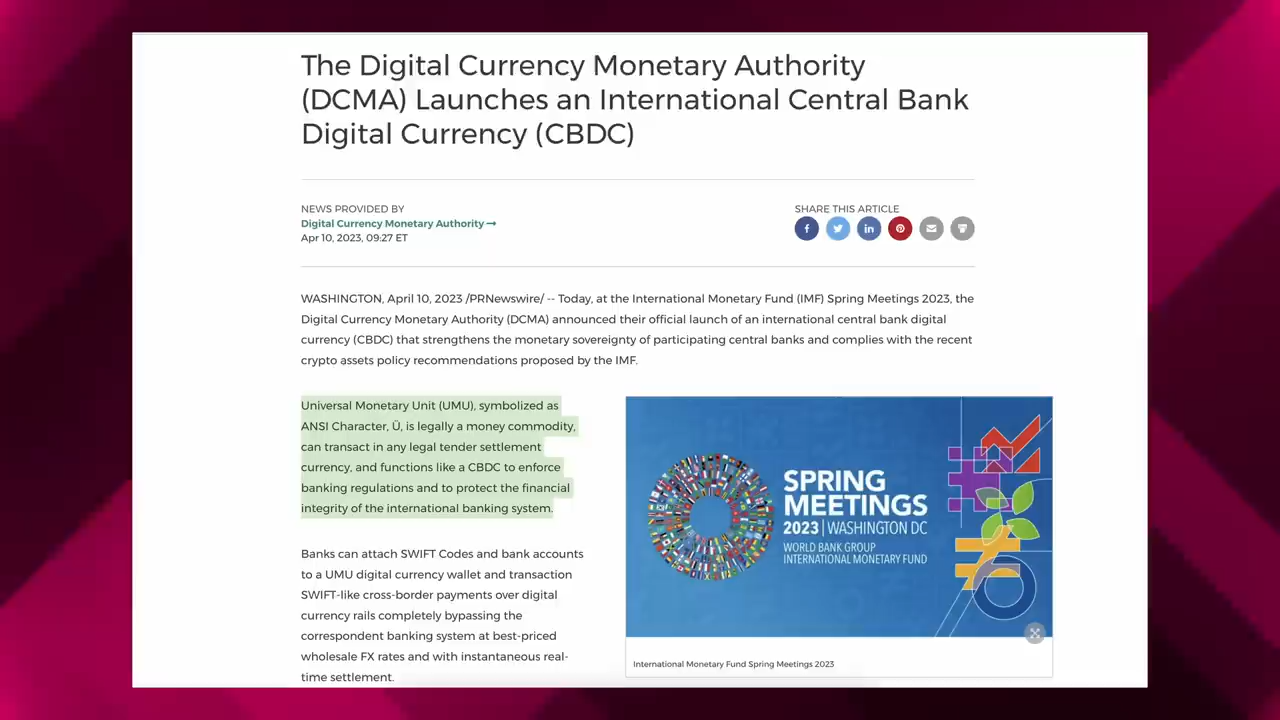 The Digital Currency Monetary Authority
(DCMA) Launches an International Central Bank
Digital Currency (CBDC)
NEWS PROVIDED BY
Digital Currency Monetary Authority →
Apr 10, 2023, 09:27 ET
SHARE THIS ARTICLE
WASHINGTON, April 10, 2023 /PRNewswire/ -- Today, at the International Monetary Fund (IMF) Spring Meetings 2023, the
Digital Currency Monetary Authority (DCMA) announced their official launch of an international central bank digital
currency (CBDC) that strengthens the monetary sovereignty of participating central banks and complies with the recent
crypto assets policy recommendations proposed by the IMF.
Universal Monetary Unit (UMU), symbolized as
ANSI Character, Ü, is legally a money commodity,
can transact in any legal tender settlement
currency, and functions like a CBDC to enforce
banking regulations and to protect the financial
integrity of the international banking system.
Banks can attach SWIFT Codes and bank accounts
to a UMU digital currency wallet and transaction
SWIFT-like cross-border payments over digital
currency rails completely bypassing the
correspondent banking system at best-priced
wholesale FX rates and with instantaneous real-
time settlement.
SPRING
MEETINGS
2023 | WASHINGTON DC
WORLD BANK GROUP
INTERNATIONAL MONETARY FUND
International Monetary Fund Spring Meetings 2023